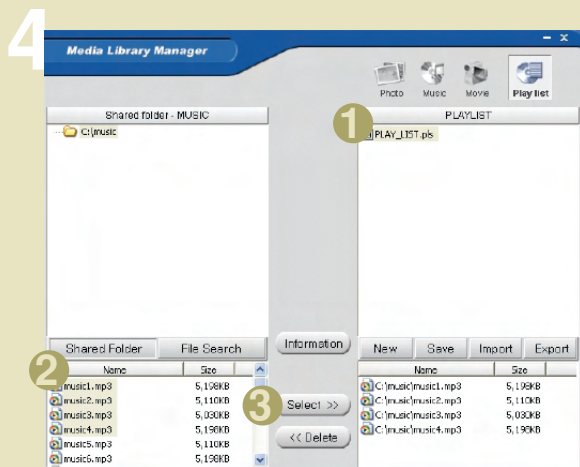 4
Media Library Manager
Photo Music Movie Play list
Shared folder - MUSIC
C:\music
1
PLAYLIST
PLAY_LIST.pls
Shared Folder File Search
Information
New Save Import Export
2
Name Size
music1.mp3 5,198KB
music2.mp3 5,110KB
music3.mp3 5,030KB
music4.mp3 5,198KB
music5.mp3 5,110KB
music6.mp3 5,198KB
3
Select >>
<< Delete
Name Size
C:\music\music1.mp3 5,198KB
C:\music\music2.mp3 5,110KB
C:\music\music3.mp3 5,030KB
C:\music\music4.mp3 5,198KB